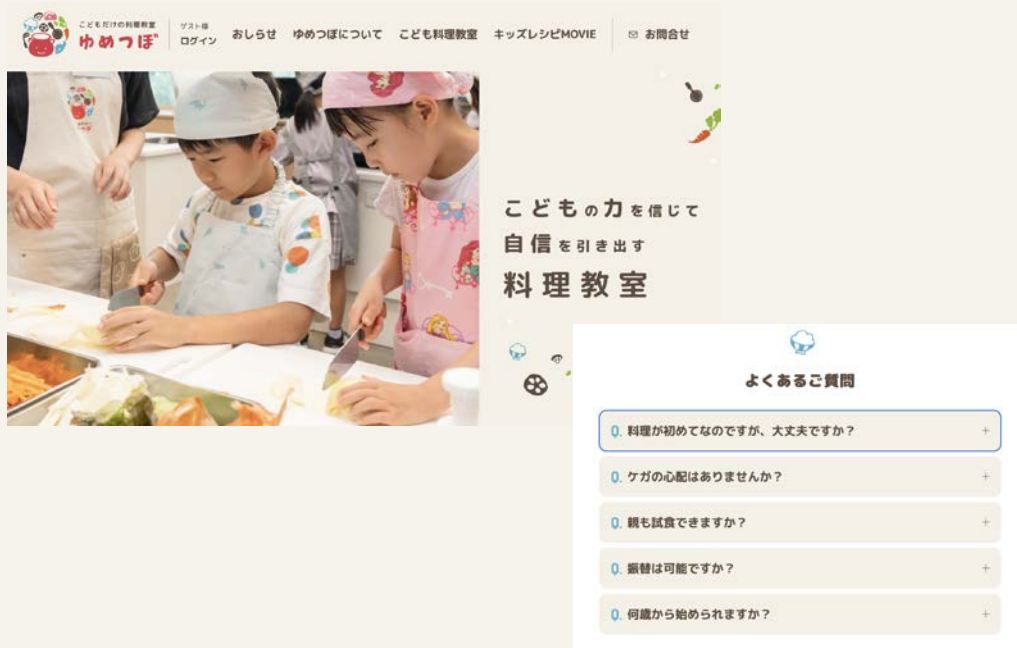 こどもだけの料理教室
ゆめつぼ
ゲスト様
ログイン
おしらせ
ゆめつぼについて
こども料理教室
キッズレシピMOVIE
お問合せ
こどもの力を信じて
自信を引き出す
料理教室
よくあるご質問
Q. 料理が初めてなのですが、大丈夫ですか？
Q. ケガの心配はありませんか？
Q. 親も試食できますか？
Q. 振替は可能ですか？
Q. 何歳から始められますか？